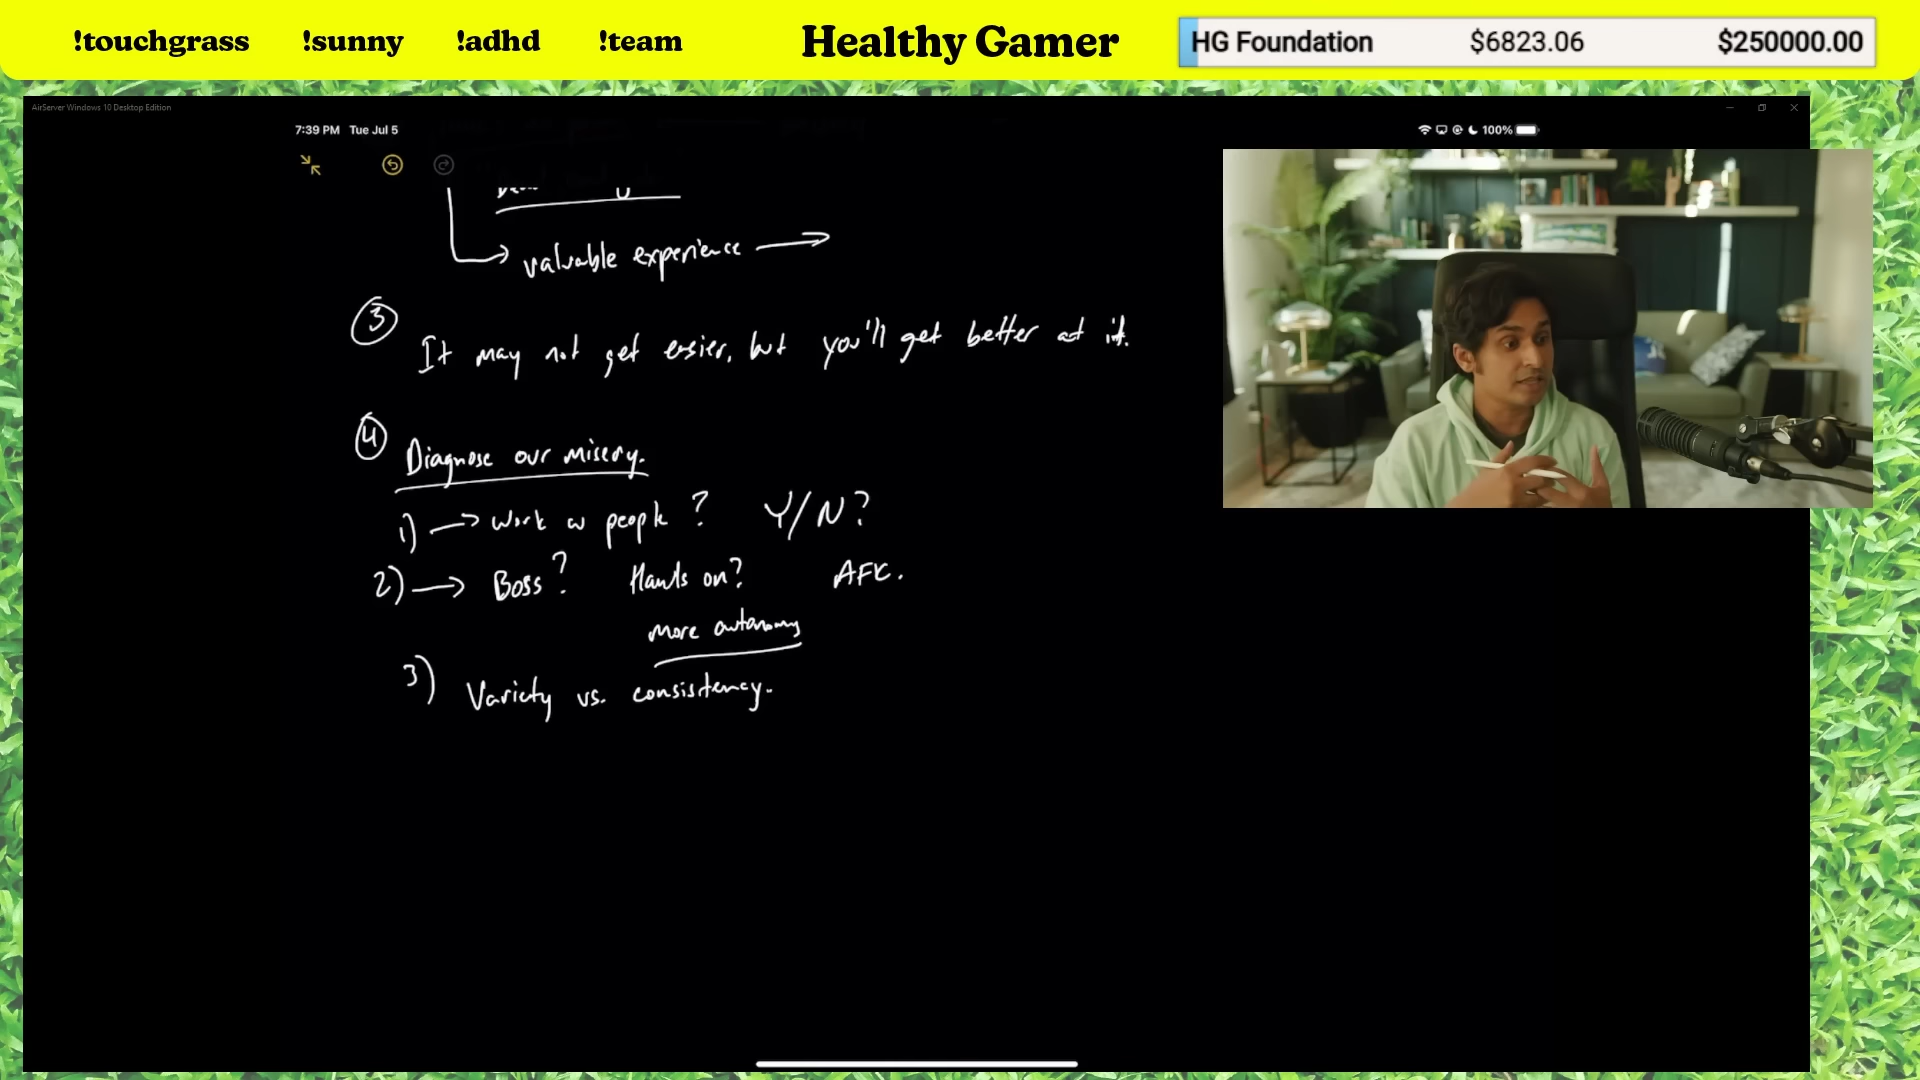 !touchgrass !sunny !adhd !team Healthy Gamer HG Foundation $6823.06 $250000.00
AirServer Windows 10 Desktop Edition
7:39 PM Tue Jul 5 100%
valuable experience
3
It may not get easier, but you'll get better at it.
4
Diagnose our misery.
1) → Work w people? Y/N?
2) → Boss? Hands on? AFK.
more autonomy
3) Variety vs. consistency.